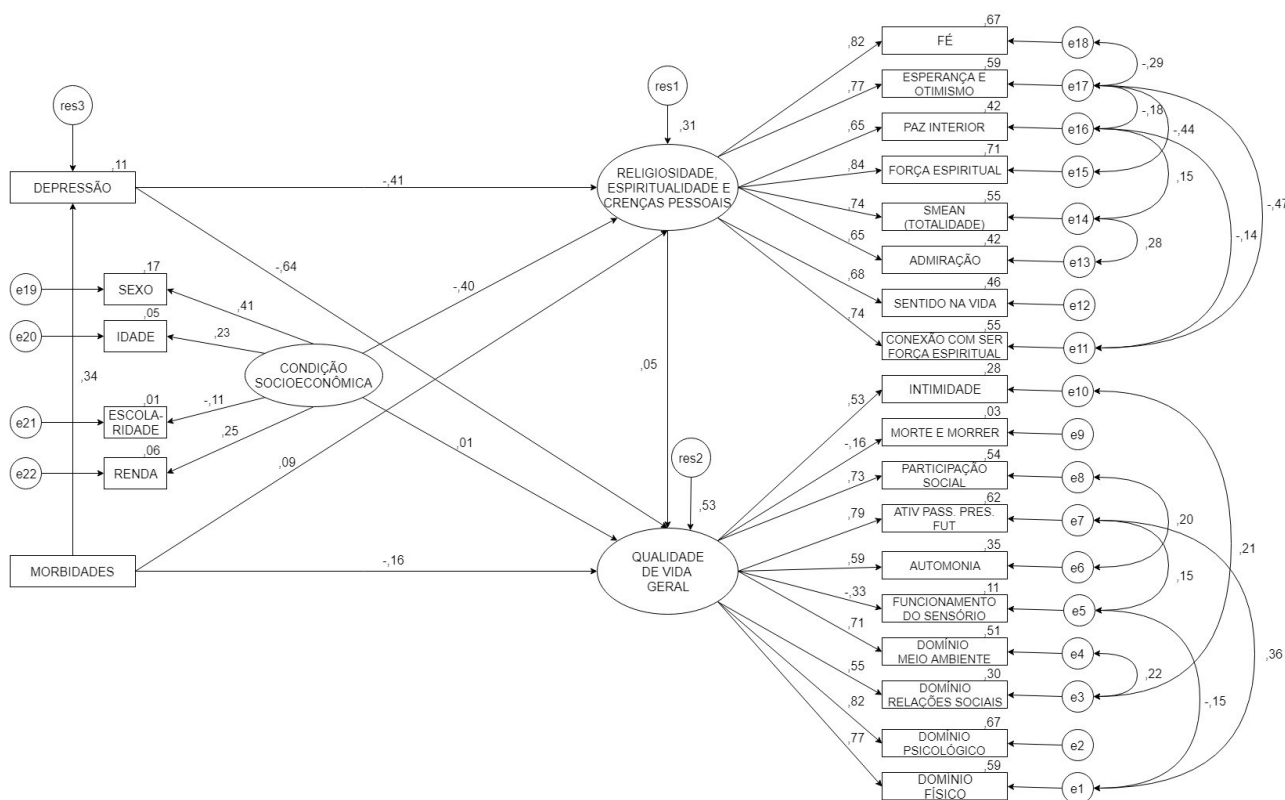 res3
,11
DEPRESSÃO
e19
,17
SEXO
e20
,05
IDADE
,34
e21
,01
ESCOLA-
RIDADE
e22
,06
RENDA
MORBIDADES
,41
,23
-,11
,25
CONDIÇÃO
SOCIOECONÔMICA
-,41
-,64
-,40
,09
,01
-,16
res1
,31
RELIGIOSIDADE,
ESPIRITUALIDADE E
CRENÇAS PESSOAIS
,05
res2
,53
QUALIDADE
DE VIDA
GERAL
,82
,67
FÉ
e18
,77
,59
ESPERANÇA E
OTIMISMO
e17
,65
,42
PAZ INTERIOR
e16
,84
,71
FORÇA ESPIRITUAL
e15
,74
,55
SMEAN
(TOTALIDADE)
e14
,65
,42
ADMIRAÇÃO
e13
,68
,46
SENTIDO NA VIDA
e12
,74
,55
CONEXÃO COM SER
FORÇA ESPIRITUAL
e11
-,29
-,18
-,44
,15
-,47
-,14
,28
,53
,28
INTIMIDADE
e10
-,16
,03
MORTE E MORRER
e9
,73
,54
PARTICIPAÇÃO
SOCIAL
e8
,79
,62
ATIV PASS. PRES.
FUT
e7
,59
,35
AUTOMONIA
e6
-,33
,11
FUNCIONAMENTO
DO SENSÓRIO
e5
,71
,51
DOMÍNIO
MEIO AMBIENTE
e4
,55
,30
DOMÍNIO
RELAÇÕES SOCIAIS
e3
,82
,67
DOMÍNIO
PSICOLÓGICO
e2
,77
,59
DOMÍNIO
FÍSICO
e1
,20
,21
,15
,36
,22
-,15